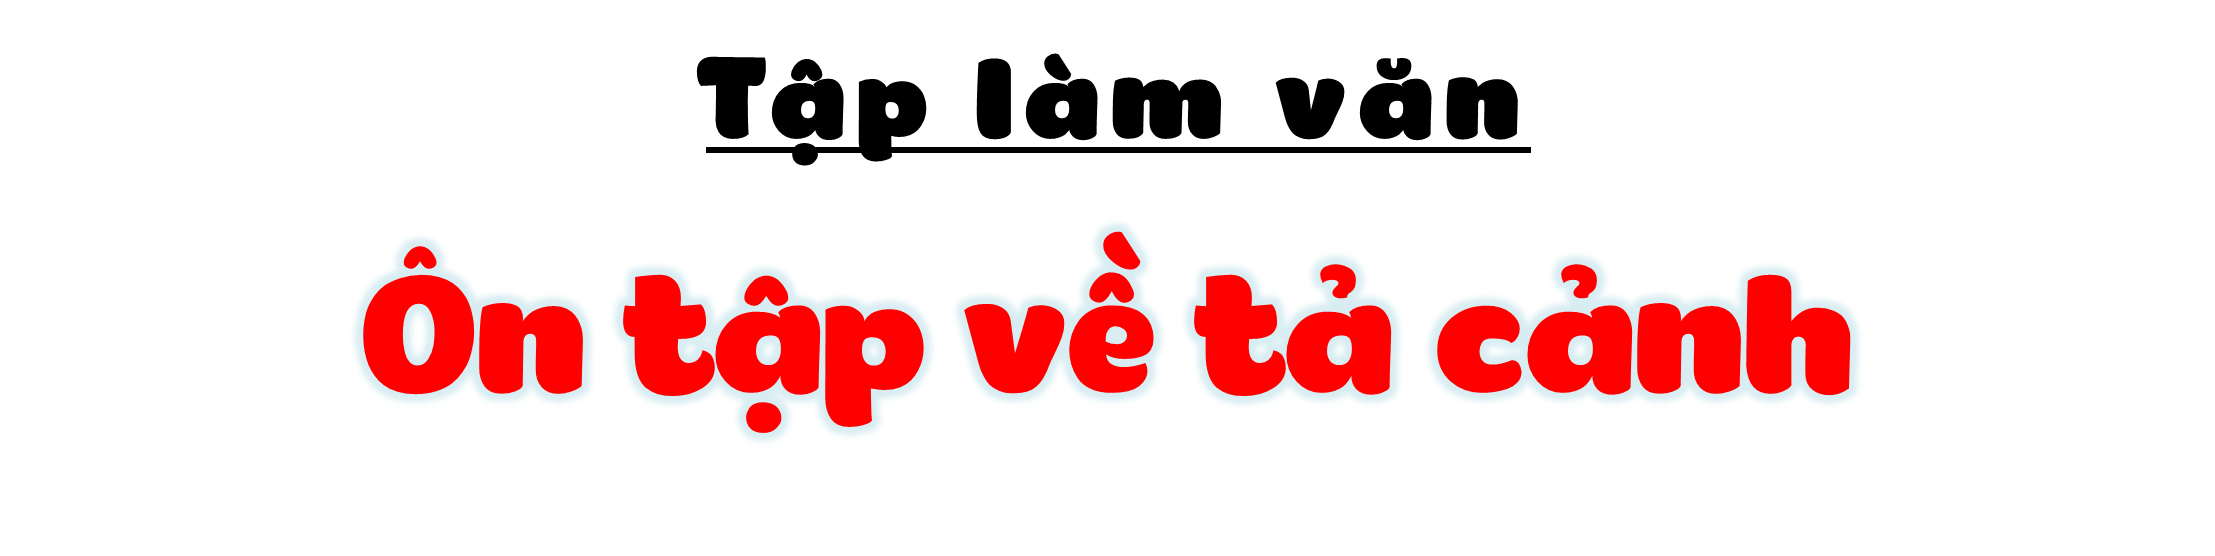 Tập làm văn
Ôn tập về tả cảnh